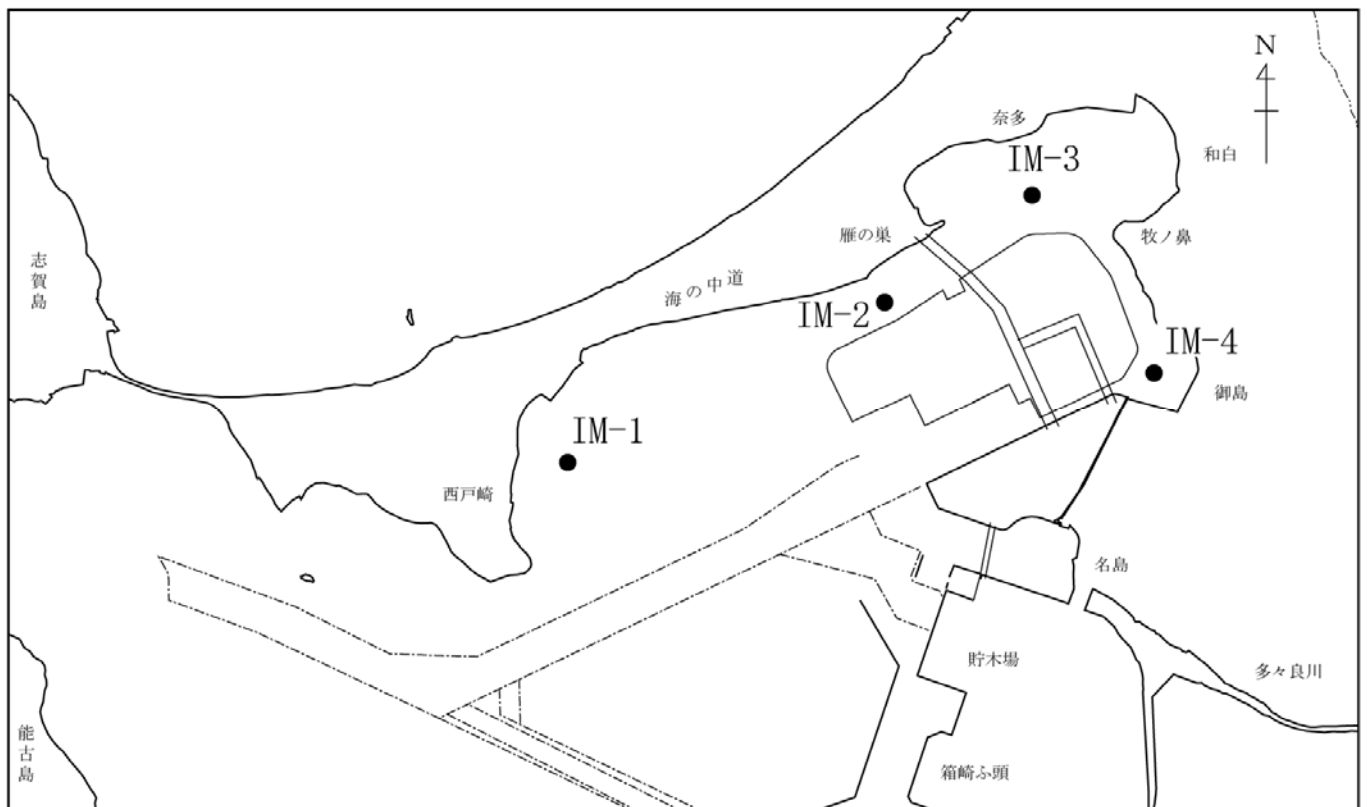 N
奈多
和白
IM-3
牧ノ鼻
雁の巣
志賀島
海の中道
IM-2
IM-4
御島
IM-1
西戸崎
名島
貯木場
多々良川
能古島
箱崎ふ頭